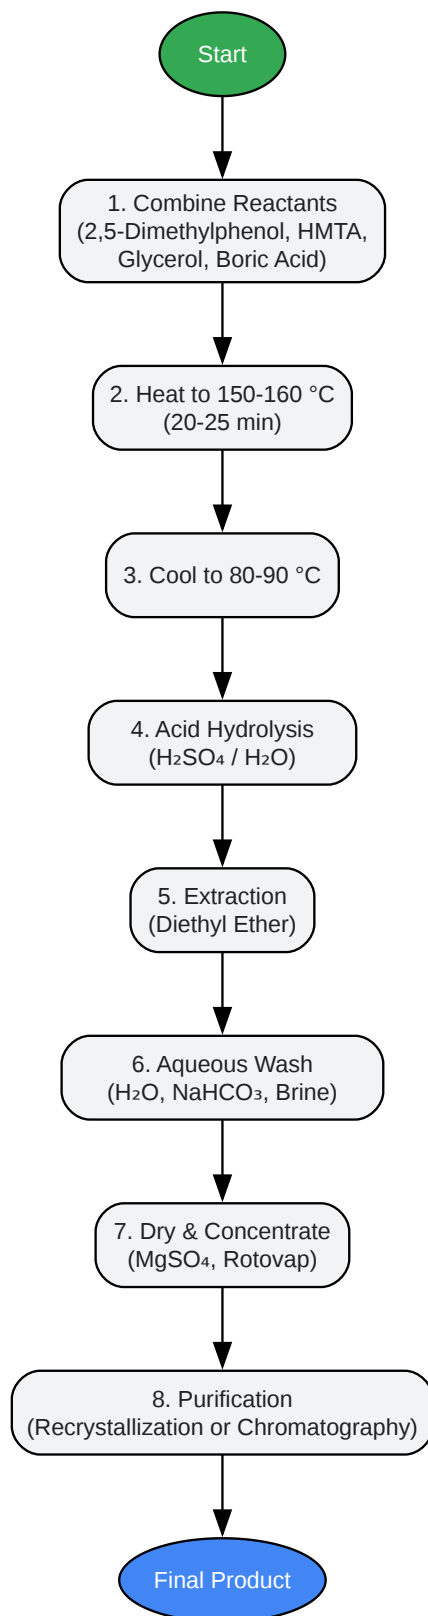 Start
1. Combine Reactants
(2,5-Dimethylphenol, HMTA,
Glycerol, Boric Acid)
2. Heat to 150-160 °C
(20-25 min)
3. Cool to 80-90 °C
4. Acid Hydrolysis
(H₂SO₄ / H₂O)
5. Extraction
(Diethyl Ether)
6. Aqueous Wash
(H₂O, NaHCO₃, Brine)
7. Dry & Concentrate
(MgSO₄, Rotovap)
8. Purification
(Recrystallization or Chromatography)
Final Product